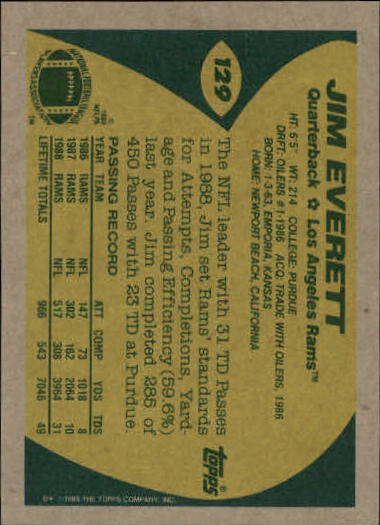 129
JIM EVERETT
Quarterback ✩ Los Angeles Rams™
HT: 6'5" WT: 214 COLLEGE: PURDUE
DRFT: OILERS #1-1986 ACQ: TRADE WITH OILERS, 1986
BORN: 1-3-63, EMPORIA, KANSAS
HOME: NEWPORT BEACH, CALIFORNIA
Topps
The NFL leader with 31 TD Passes
in 1988, Jim set Rams' standards
for Attempts, Completions, Yard-
age and Passing Efficiency (59.6%)
last year. Jim completed 285 of
450 Passes with 23 TD at Purdue.
PASSING RECORD
YEAR TEAM ATT COMP YDS TDS
1986 RAMS NFL 147 73 1018 8
1987 RAMS NFL 302 162 2064 10
1988 RAMS NFL 517 308 3964 31
LIFETIME TOTALS 966 543 7046 49
THE TOPPS COMPANY, INC.